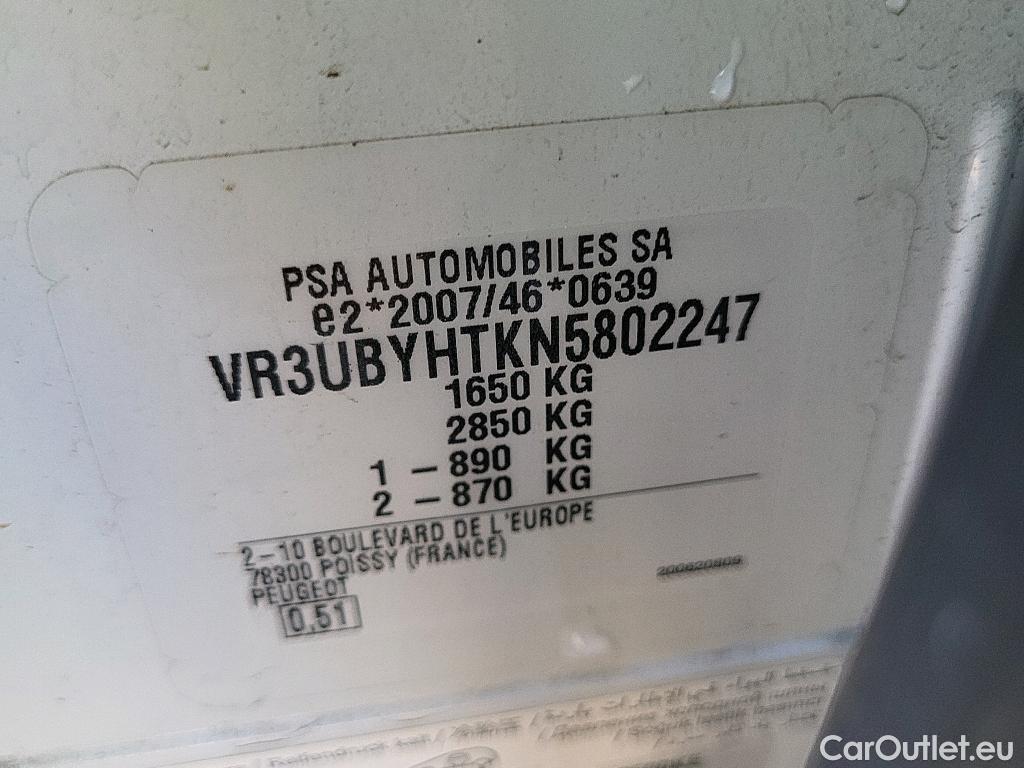 PSA AUTOMOBILES SA
e2*2007/46*0639
VR3UBYHTKN5802247
1650 KG
2850 KG
1 – 890 KG
2 – 870 KG
2–10 BOULEVARD DE L'EUROPE
78300 POISSY (FRANCE)
PEUGEOT
0,51
CarOutlet.eu